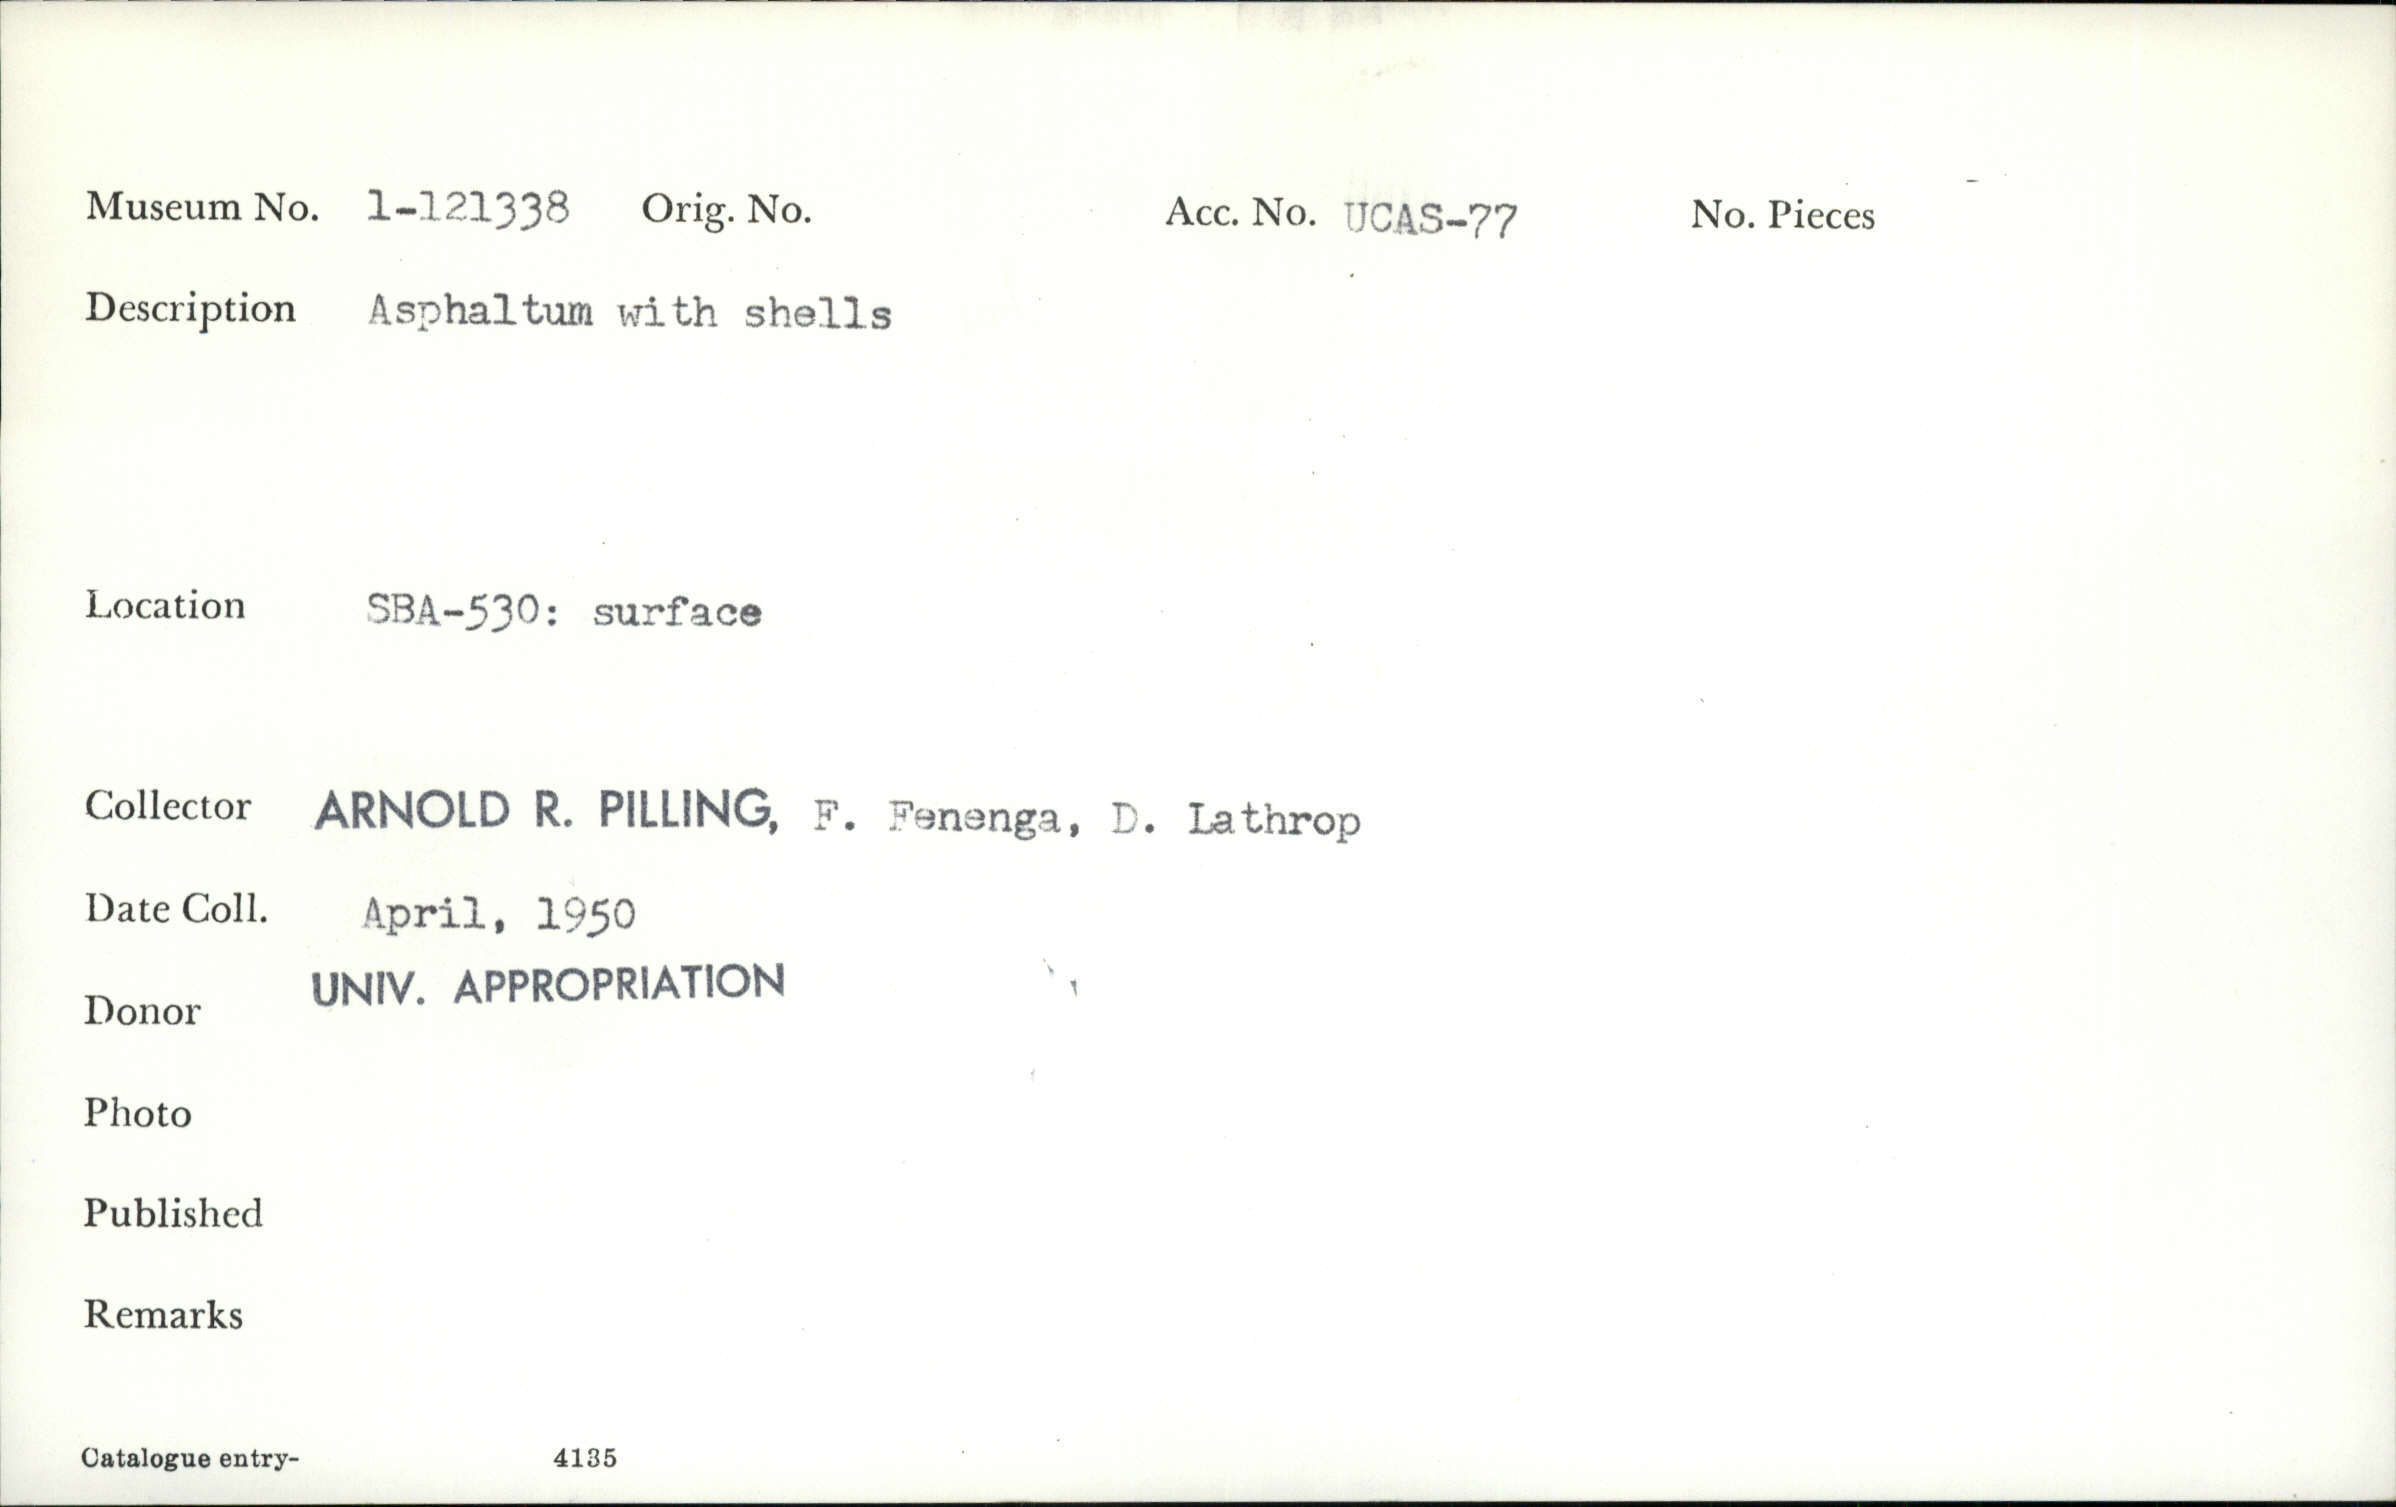 Museum No. 1-121338 Orig. No. Acc. No. UCAS-77 No. Pieces
Description Asphaltum with shells
Location SBA-530: surface
Collector ARNOLD R. PILLING, F. Fenenga, D. Lathrop
Date Coll. April, 1950
Donor UNIV. APPROPRIATION
Photo
Published
Remarks
Catalogue entry- 4135